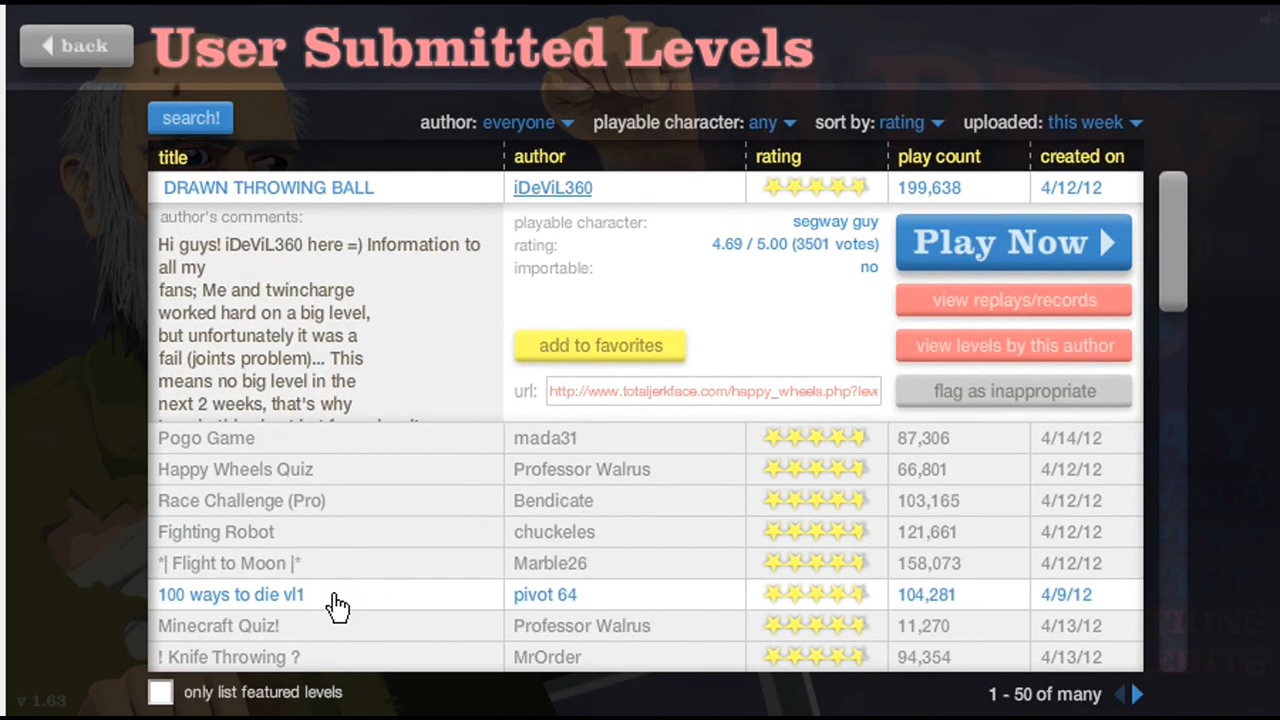 back
User Submitted Levels
search!
author: everyone playable character: any sort by: rating uploaded: this week
title author rating play count created on
DRAWN THROWING BALL iDeViL360 199,638 4/12/12
author's comments:
Hi guys! iDeViL360 here =) Information to
all my
fans; Me and twincharge
worked hard on a big level,
but unfortunately it was a
fail (joints problem)... This
means no big level in the
next 2 weeks, that's why
playable character: segway guy
rating: 4.69 / 5.00 (3501 votes)
importable: no
add to favorites
url: http://www.totaljerkface.com/happy_wheels.php?leve
Play Now
view replays/records
view levels by this author
flag as inappropriate
Pogo Game mada31 87,306 4/14/12
Happy Wheels Quiz Professor Walrus 66,801 4/12/12
Race Challenge (Pro) Bendicate 103,165 4/12/12
Fighting Robot chuckeles 121,661 4/12/12
*| Flight to Moon |* Marble26 158,073 4/12/12
100 ways to die vl1 pivot 64 104,281 4/9/12
Minecraft Quiz! Professor Walrus 11,270 4/13/12
! Knife Throwing ? MrOrder 94,354 4/13/12
only list featured levels
1 - 50 of many
v 1.63